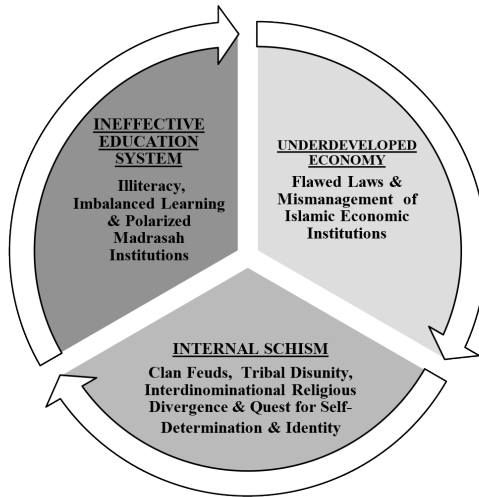 INEFFECTIVE
EDUCATION
SYSTEM
Illiteracy,
Imbalanced Learning
& Polarized
Madrasah
Institutions
UNDERDEVELOPED
ECONOMY
Flawed Laws &
Mismanagement of
Islamic Economic
Institutions
INTERNAL SCHISM
Clan Feuds, Tribal Disunity,
Interdinominational Religious
Divergence & Quest for Self-
Determination & Identity